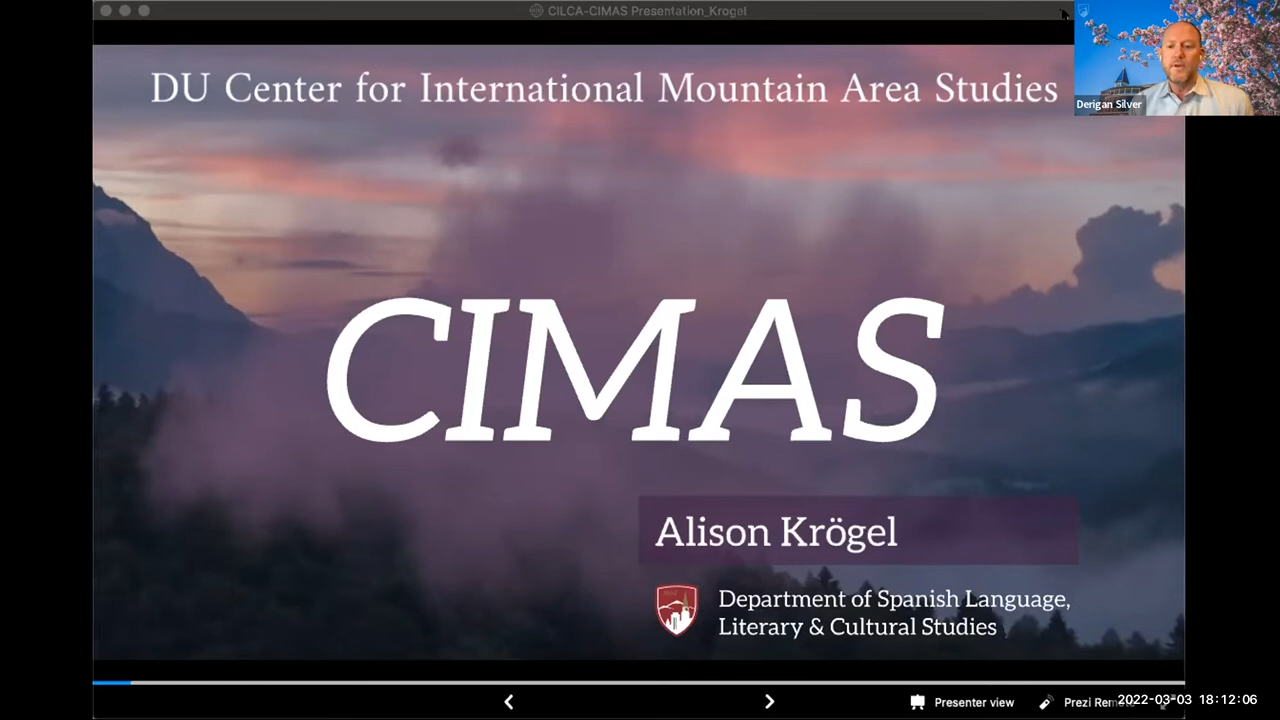 CILCA-CIMAS Presentation_Krogel
DU Center for International Mountain Area Studies
Derigan Silver
CIMAS
Alison Krögel
Department of Spanish Language,
Literary & Cultural Studies
Presenter view
Prezi
2022-03-03 18:12:06